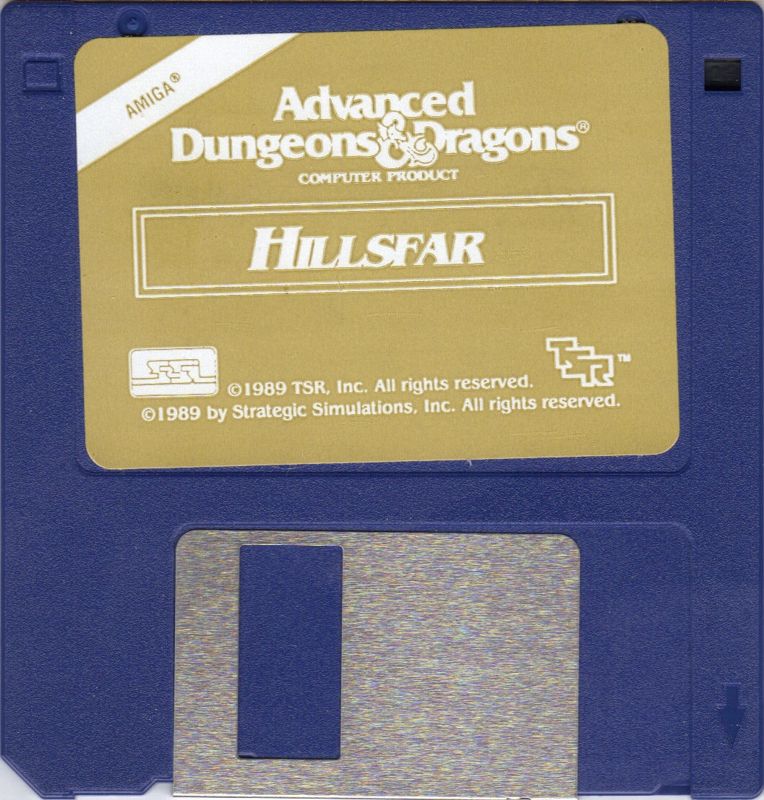 AMIGA®
Advanced
Dungeons & Dragons®
COMPUTER PRODUCT
HILLSFAR
SSI
TSR™
©1989 TSR, Inc. All rights reserved.
©1989 by Strategic Simulations, Inc. All rights reserved.